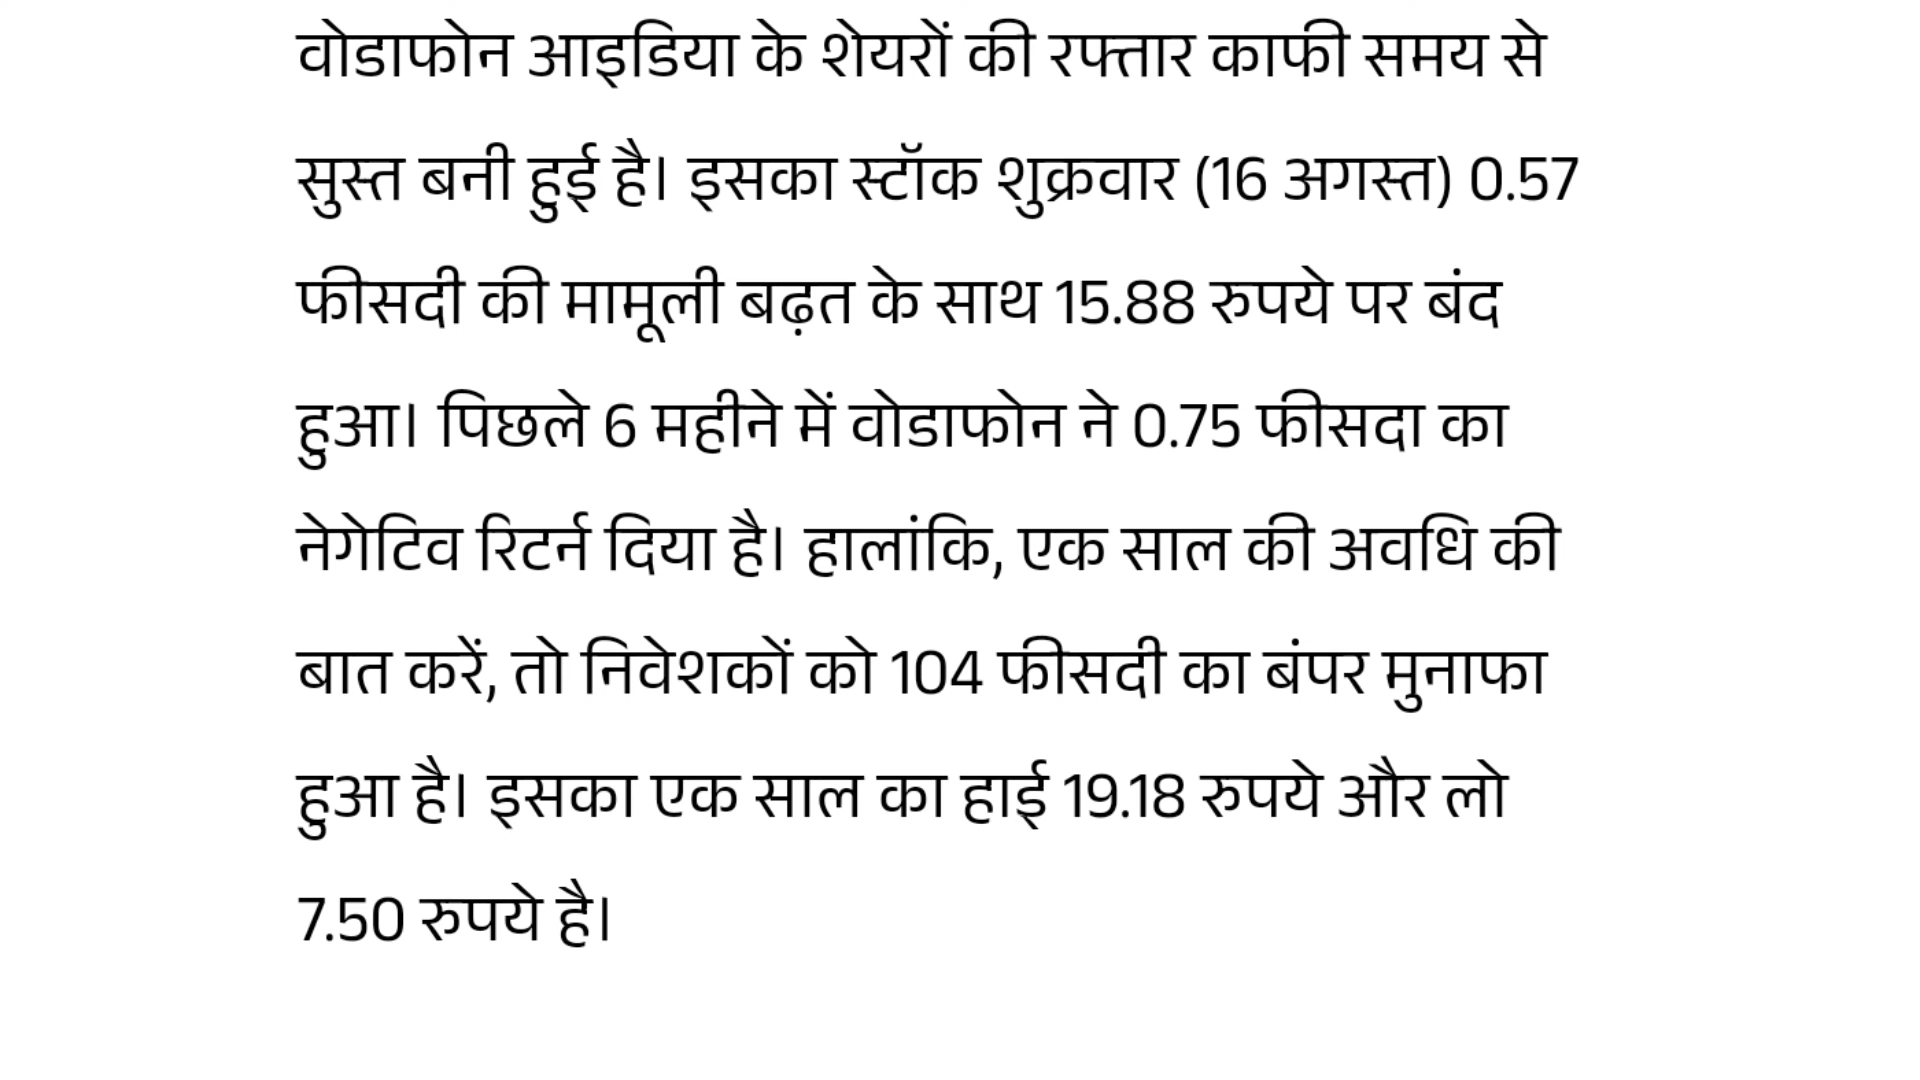 वोडाफोन आइडिया के शेयरों की रफ्तार काफी समय से
सुस्त बनी हुई है। इसका स्टॉक शुक्रवार (16 अगस्त) 0.57
फीसदी की मामूली बढ़त के साथ 15.88 रुपये पर बंद
हुआ। पिछले 6 महीने में वोडाफोन ने 0.75 फीसदा का
नेगेटिव रिटर्न दिया है। हालांकि, एक साल की अवधि की
बात करें, तो निवेशकों को 104 फीसदी का बंपर मुनाफा
हुआ है। इसका एक साल का हाई 19.18 रुपये और लो
7.50 रुपये है।